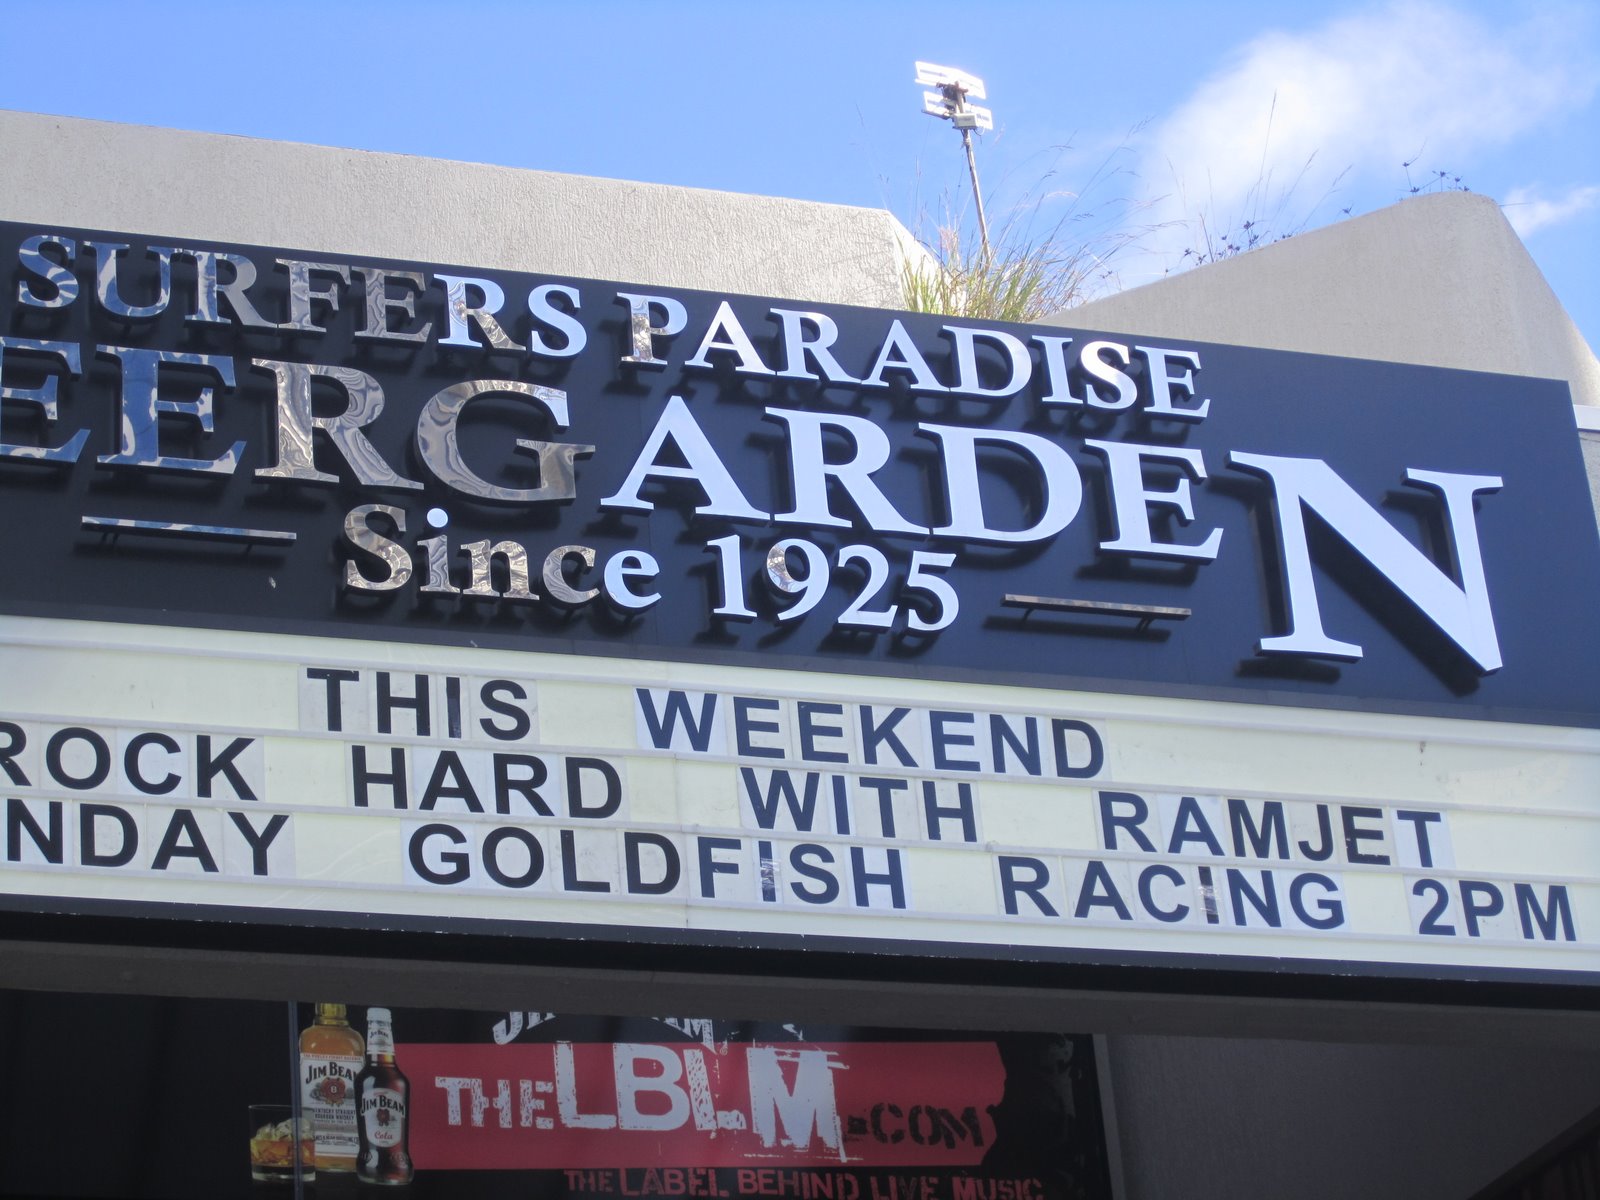 SURFERS PARADISE
EERGARDEN
Since 1925
THIS WEEKEND
ROCK HARD WITH RAMJET
NDAY GOLDFISH RACING 2PM
JIM BEAM
JIM BEAM
Cola
THELBLM.COM
THE LABEL BEHIND LIVE MUSIC